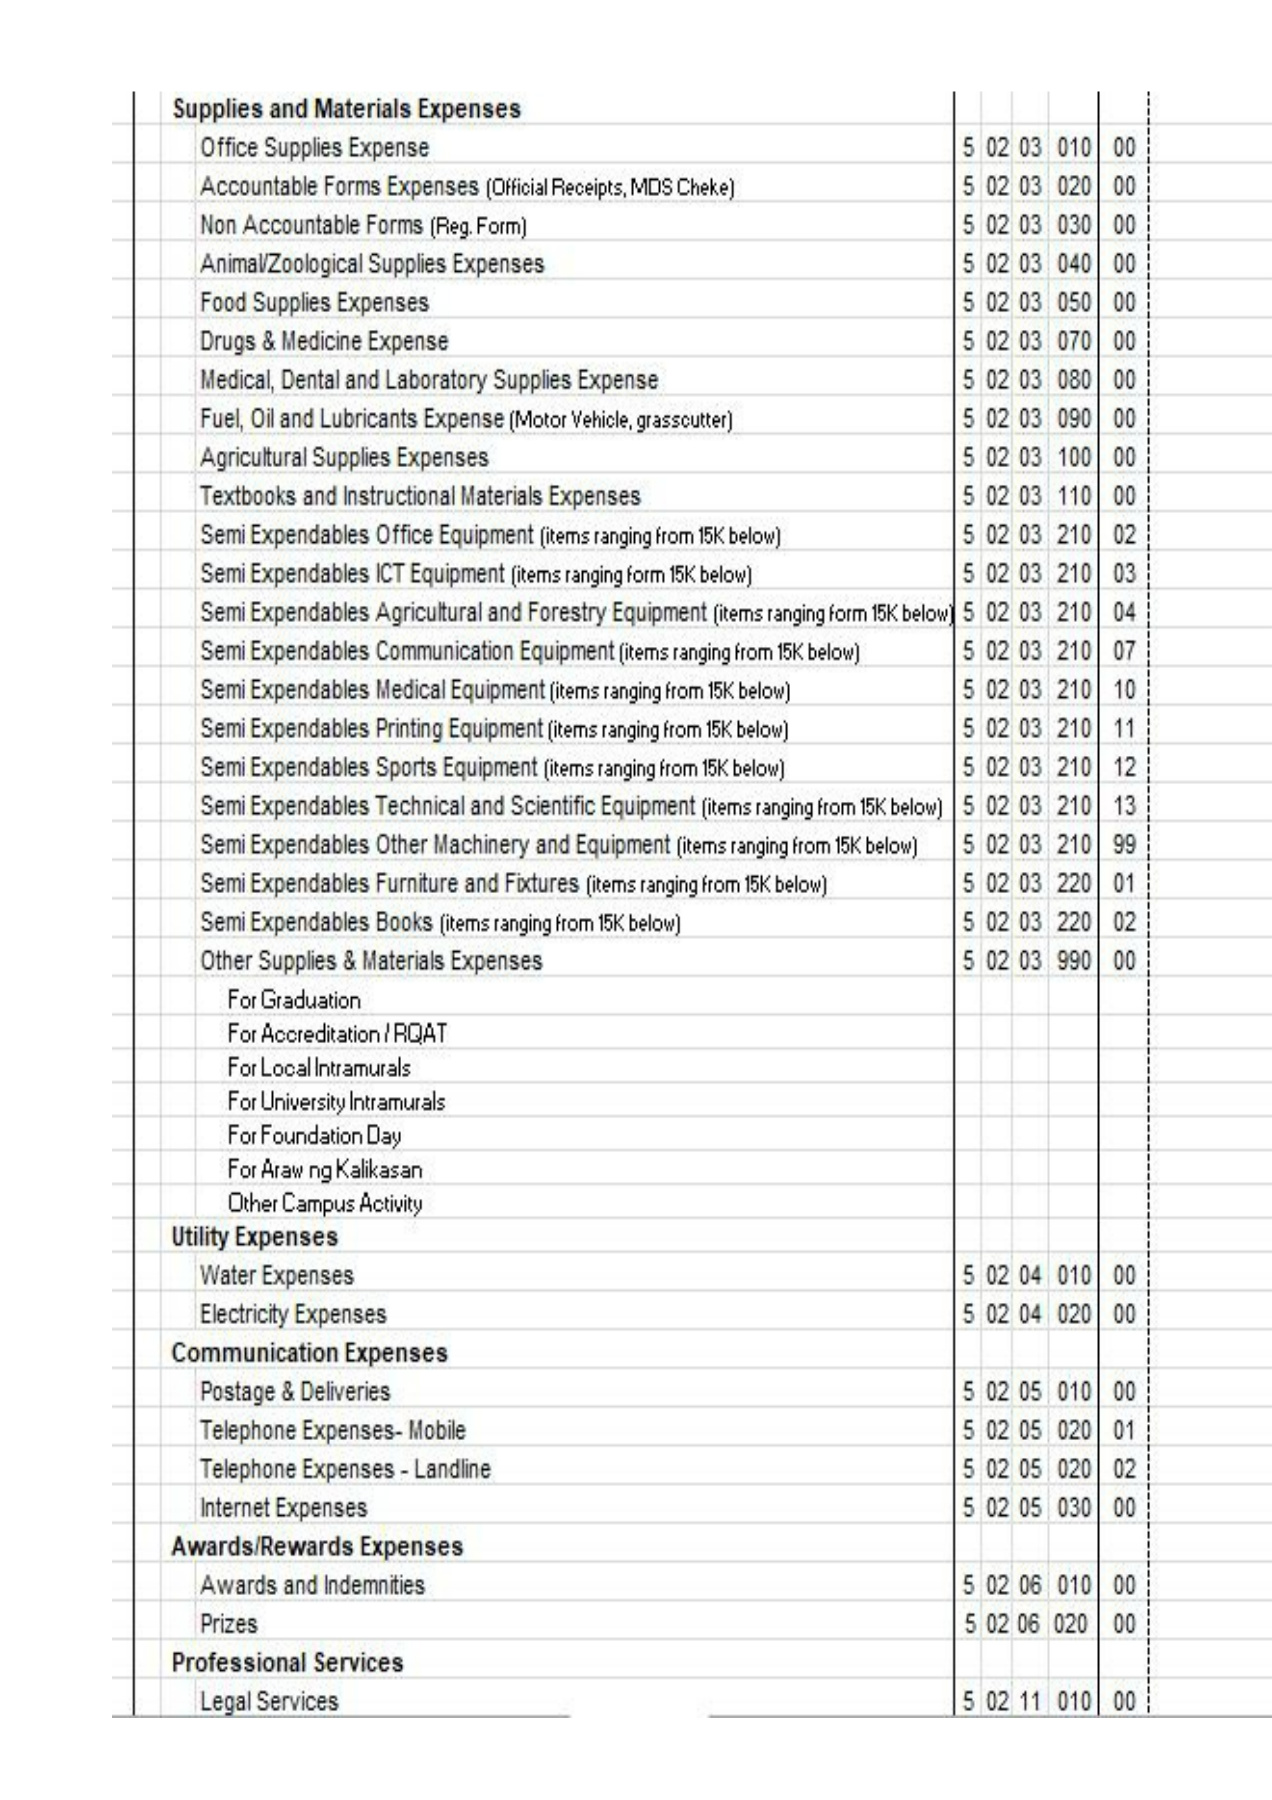 Supplies and Materials Expenses
Office Supplies Expense 5 02 03 010 00
Accountable Forms Expenses (Official Receipts, MDS Cheke) 5 02 03 020 00
Non Accountable Forms (Reg. Form) 5 02 03 030 00
Animal/Zoological Supplies Expenses 5 02 03 040 00
Food Supplies Expenses 5 02 03 050 00
Drugs & Medicine Expense 5 02 03 070 00
Medical, Dental and Laboratory Supplies Expense 5 02 03 080 00
Fuel, Oil and Lubricants Expense (Motor Vehicle, grasscutter) 5 02 03 090 00
Agricultural Supplies Expenses 5 02 03 100 00
Textbooks and Instructional Materials Expenses 5 02 03 110 00
Semi Expendables Office Equipment (items ranging from 15K below) 5 02 03 210 02
Semi Expendables ICT Equipment (items ranging form 15K below) 5 02 03 210 03
Semi Expendables Agricultural and Forestry Equipment (items ranging form 15K below) 5 02 03 210 04
Semi Expendables Communication Equipment (items ranging from 15K below) 5 02 03 210 07
Semi Expendables Medical Equipment (items ranging from 15K below) 5 02 03 210 10
Semi Expendables Printing Equipment (items ranging from 15K below) 5 02 03 210 11
Semi Expendables Sports Equipment (items ranging from 15K below) 5 02 03 210 12
Semi Expendables Technical and Scientific Equipment (items ranging from 15K below) 5 02 03 210 13
Semi Expendables Other Machinery and Equipment (items ranging from 15K below) 5 02 03 210 99
Semi Expendables Furniture and Fixtures (items ranging from 15K below) 5 02 03 220 01
Semi Expendables Books (items ranging from 15K below) 5 02 03 220 02
Other Supplies & Materials Expenses 5 02 03 990 00
For Graduation
For Accreditation / RQAT
For Local Intramurals
For University Intramurals
For Foundation Day
For Araw ng Kalikasan
Other Campus Activity
Utility Expenses
Water Expenses 5 02 04 010 00
Electricity Expenses 5 02 04 020 00
Communication Expenses
Postage & Deliveries 5 02 05 010 00
Telephone Expenses- Mobile 5 02 05 020 01
Telephone Expenses - Landline 5 02 05 020 02
Internet Expenses 5 02 05 030 00
Awards/Rewards Expenses
Awards and Indemnities 5 02 06 010 00
Prizes 5 02 06 020 00
Professional Services
Legal Services 5 02 11 010 00